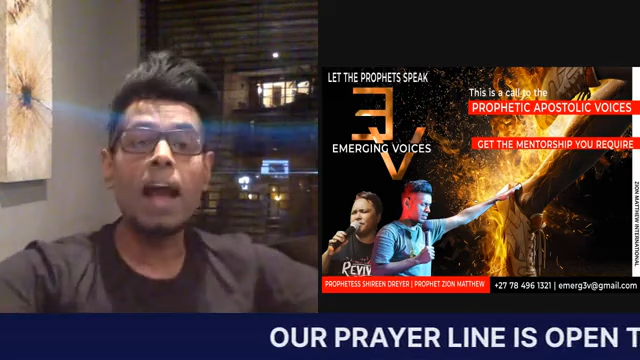 LET THE PROPHETS SPEAK
3V
EMERGING VOICES
This is a call to the
PROPHETIC APOSTOLIC VOICES
GET THE MENTORSHIP YOU REQUIRE
ZION MATTHEW INTERNATIONAL
REVIV
PROPHETESS SHIREEN DREYER | PROPHET ZION MATTHEW
+27 78 496 1321 | emerg3v@gmail.com
OUR PRAYER LINE IS OPEN T